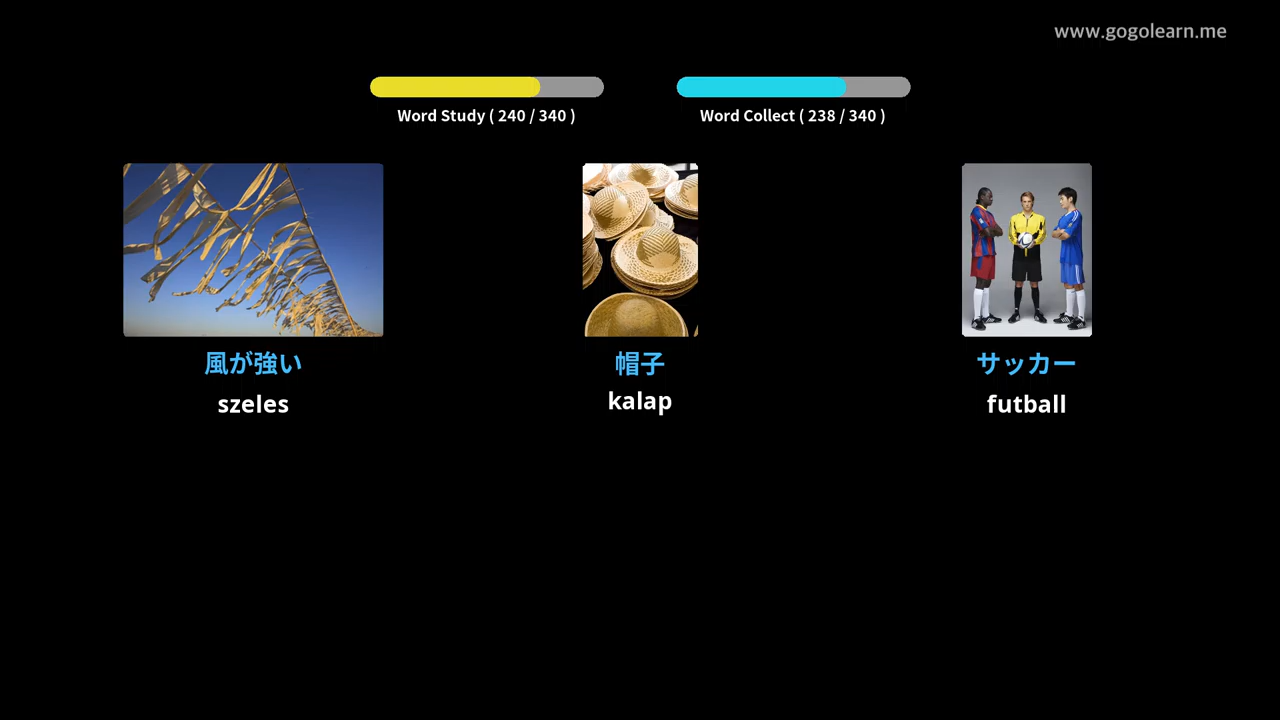 www.gogolearn.me
Word Study ( 240 / 340 )
Word Collect ( 238 / 340 )
風が強い
szeles
帽子
kalap
サッカー
futball